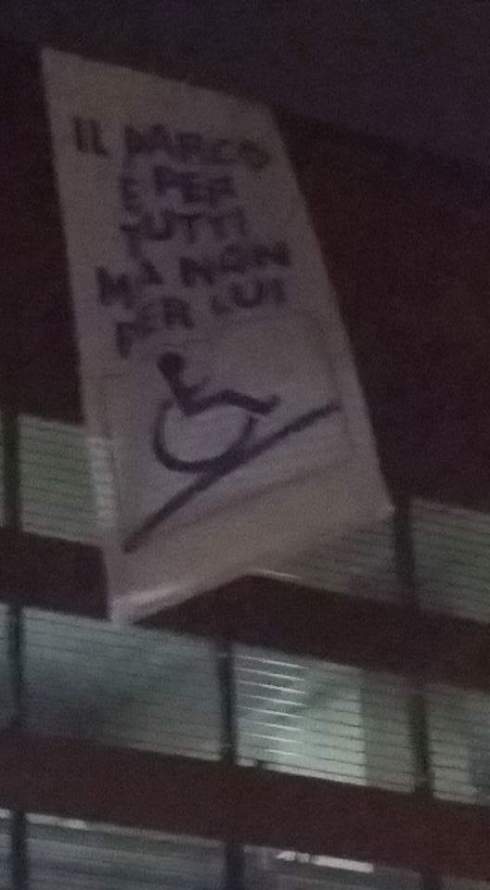 IL PARCO
È PER
TUTTI
MA NON
PER LUI